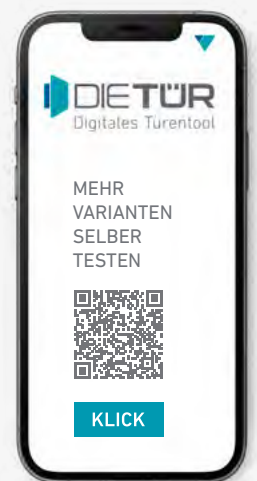 DIETÜR
Digitales Türentool
MEHR
VARIANTEN
SELBER
TESTEN
KLICK